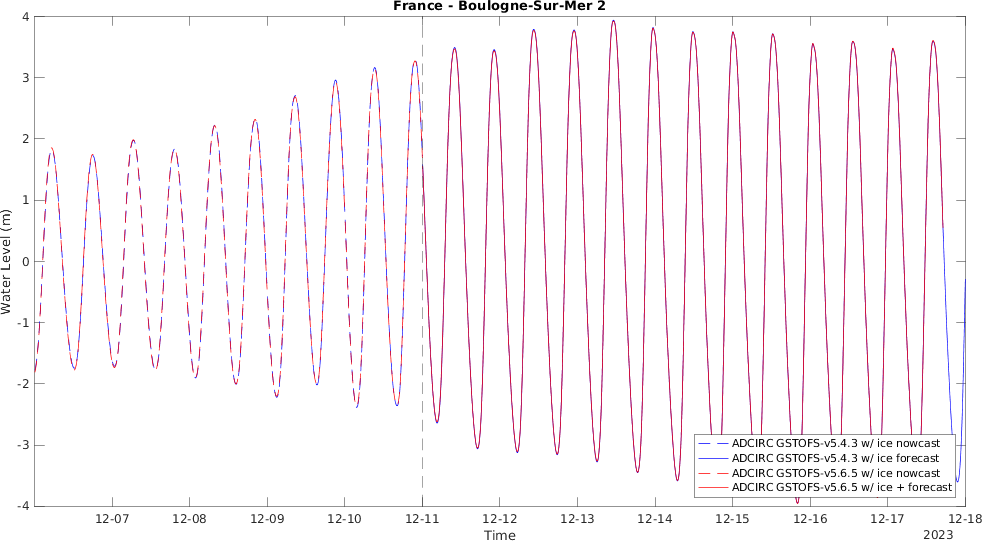 France - Boulogne-Sur-Mer 2
4
3
2
1
0
-1
-2
-3
-4
Water Level (m)
ADCIRC GSTOFS-v5.4.3 w/ ice nowcast
ADCIRC GSTOFS-v5.4.3 w/ ice forecast
ADCIRC GSTOFS-v5.6.5 w/ ice nowcast
ADCIRC GSTOFS-v5.6.5 w/ ice + forecast
12-07 12-08 12-09 12-10 12-11 12-12 12-13 12-14 12-15 12-16 12-17 12-18
Time
2023